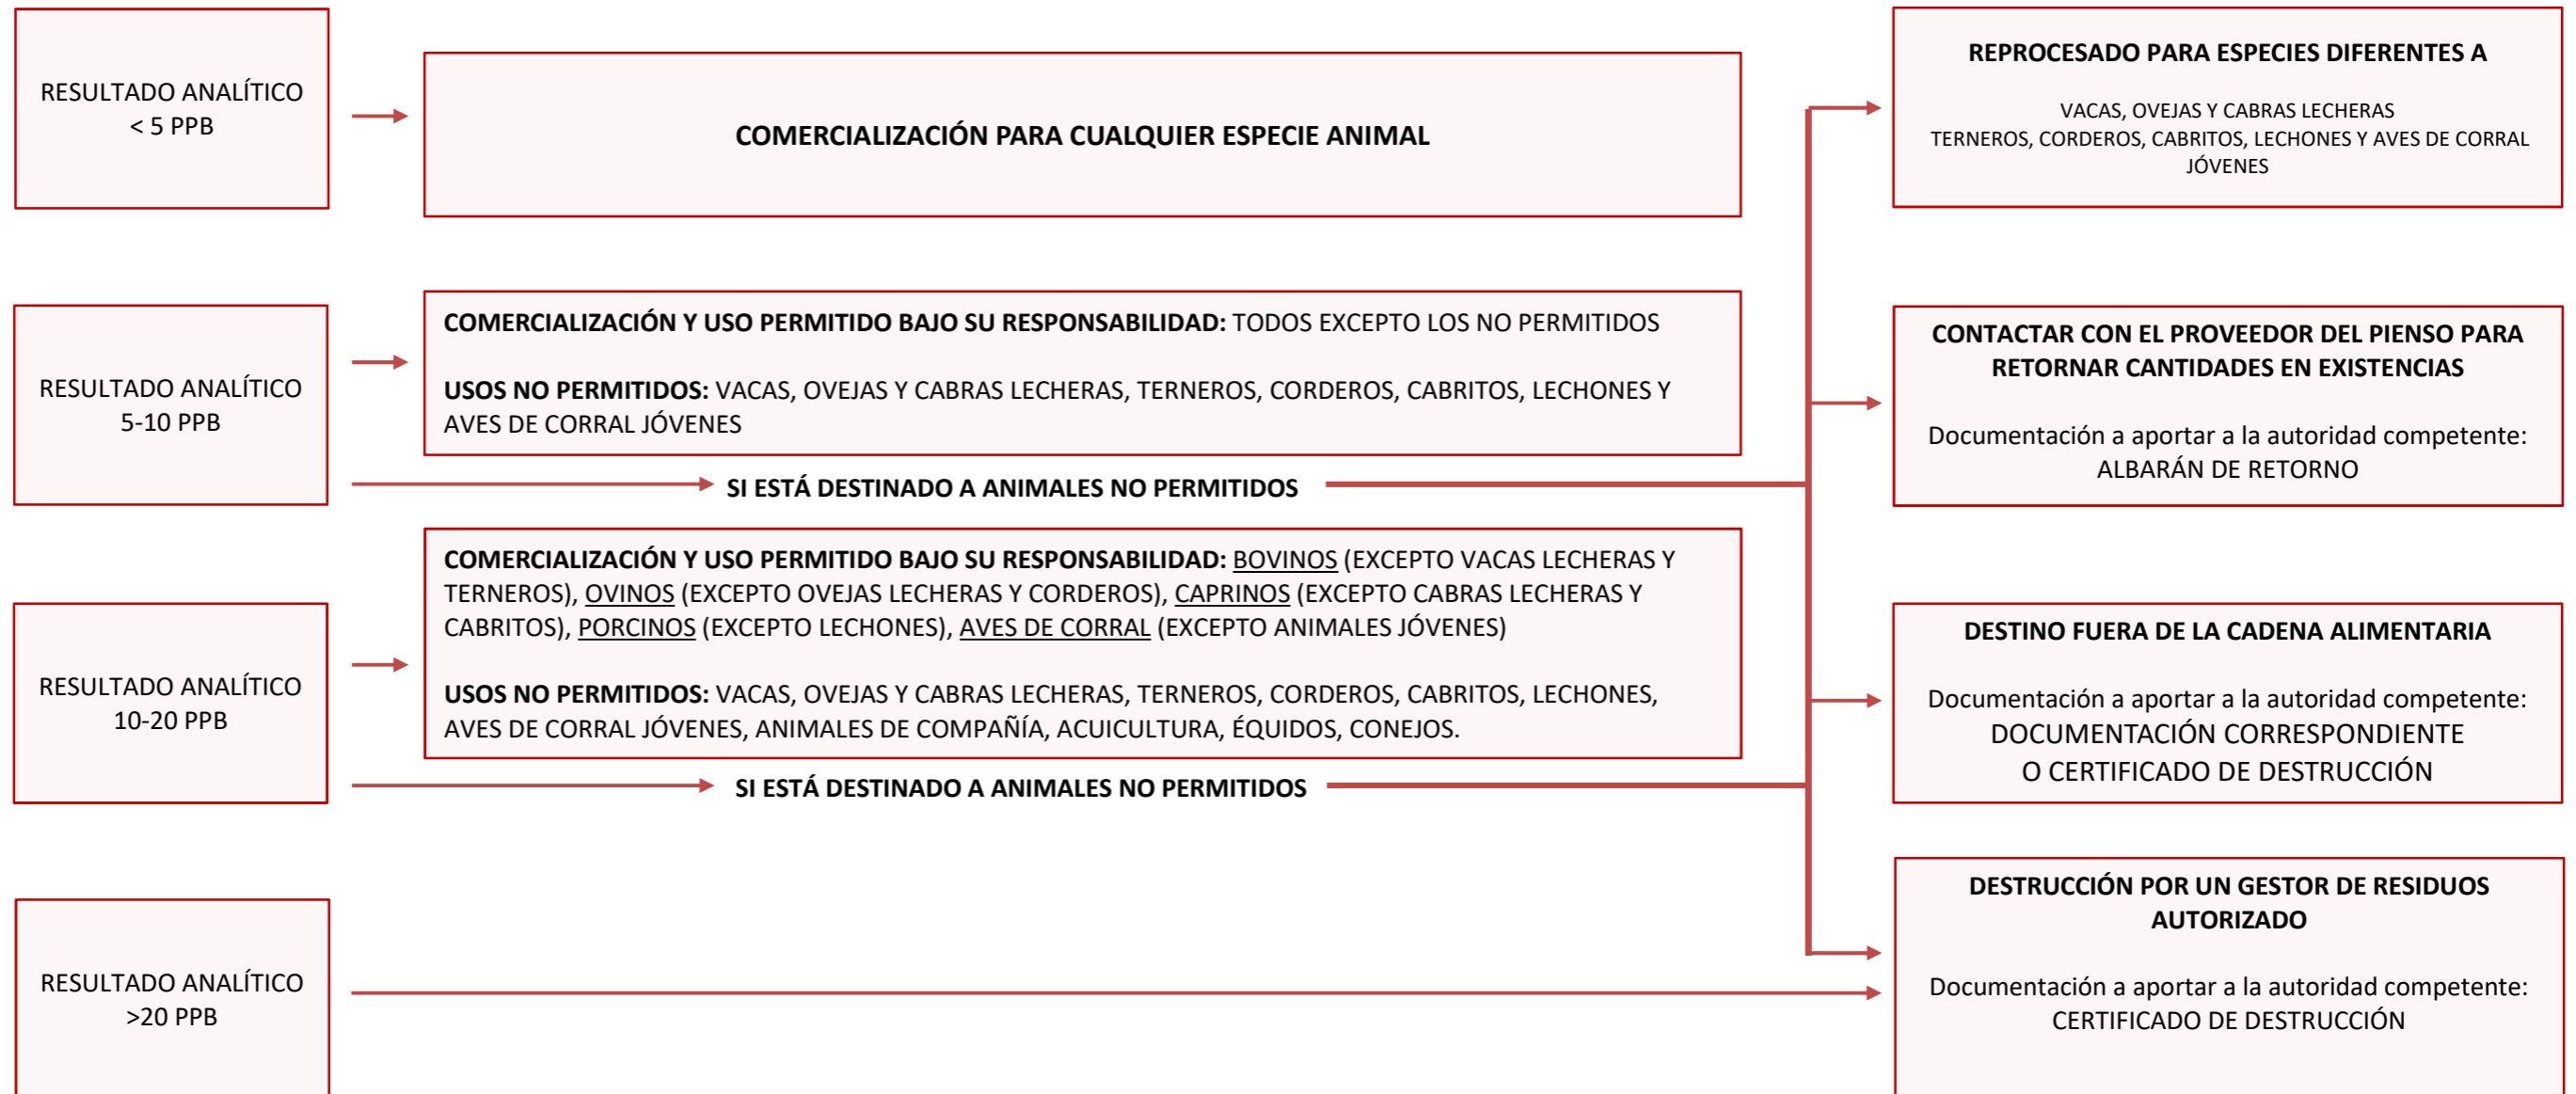 RESULTADO ANALÍTICO
< 5 PPB
COMERCIALIZACIÓN PARA CUALQUIER ESPECIE ANIMAL
REPROCESADO PARA ESPECIES DIFERENTES A
VACAS, OVEJAS Y CABRAS LECHERAS
TERNEROS, CORDEROS, CABRITOS, LECHONES Y AVES DE CORRAL
JÓVENES
RESULTADO ANALÍTICO
5-10 PPB
COMERCIALIZACIÓN Y USO PERMITIDO BAJO SU RESPONSABILIDAD: TODOS EXCEPTO LOS NO PERMITIDOS
USOS NO PERMITIDOS: VACAS, OVEJAS Y CABRAS LECHERAS, TERNEROS, CORDEROS, CABRITOS, LECHONES Y
AVES DE CORRAL JÓVENES
SI ESTÁ DESTINADO A ANIMALES NO PERMITIDOS
CONTACTAR CON EL PROVEEDOR DEL PIENSO PARA
RETORNAR CANTIDADES EN EXISTENCIAS
Documentación a aportar a la autoridad competente:
ALBARÁN DE RETORNO
RESULTADO ANALÍTICO
10-20 PPB
COMERCIALIZACIÓN Y USO PERMITIDO BAJO SU RESPONSABILIDAD: BOVINOS (EXCEPTO VACAS LECHERAS Y
TERNEROS), OVINOS (EXCEPTO OVEJAS LECHERAS Y CORDEROS), CAPRINOS (EXCEPTO CABRAS LECHERAS Y
CABRITOS), PORCINOS (EXCEPTO LECHONES), AVES DE CORRAL (EXCEPTO ANIMALES JÓVENES)
USOS NO PERMITIDOS: VACAS, OVEJAS Y CABRAS LECHERAS, TERNEROS, CORDEROS, CABRITOS, LECHONES,
AVES DE CORRAL JÓVENES, ANIMALES DE COMPAÑÍA, ACUICULTURA, ÉQUIDOS, CONEJOS.
SI ESTÁ DESTINADO A ANIMALES NO PERMITIDOS
DESTINO FUERA DE LA CADENA ALIMENTARIA
Documentación a aportar a la autoridad competente:
DOCUMENTACIÓN CORRESPONDIENTE
O CERTIFICADO DE DESTRUCCIÓN
RESULTADO ANALÍTICO
>20 PPB
DESTRUCCIÓN POR UN GESTOR DE RESIDUOS
AUTORIZADO
Documentación a aportar a la autoridad competente:
CERTIFICADO DE DESTRUCCIÓN